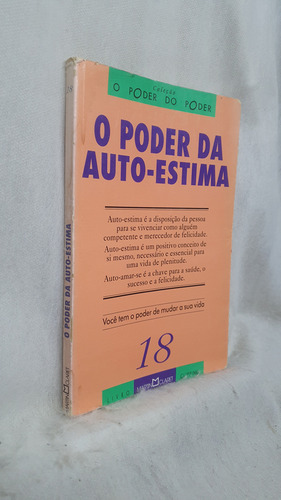 Coleção
O PODER DO PODER
O PODER DA
AUTO-ESTIMA
Auto-estima é a disposição da pessoa
para se vivenciar como alguém
competente e merecedor de felicidade.
Auto-estima é um positivo conceito de
si mesmo, necessário e essencial para
uma vida de plenitude.
Auto-amar-se é a chave para a saúde, o
sucesso e a felicidade.
Você tem o poder de mudar a sua vida
18
MARTIN CLARET
18
O PODER DA AUTO-ESTIMA